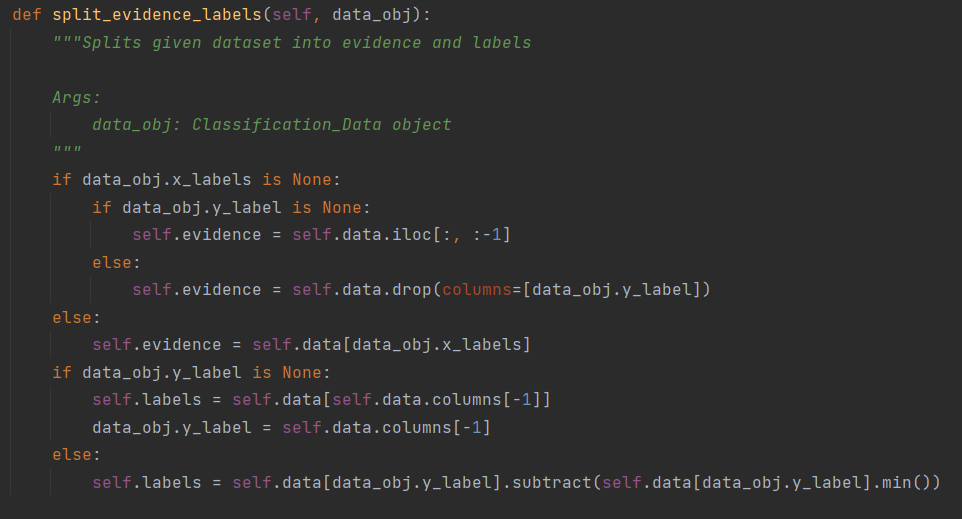 def split_evidence_labels(self, data_obj):
    """Splits given dataset into evidence and labels

    Args:
        data_obj: Classification_Data object
    """
    if data_obj.x_labels is None:
        if data_obj.y_label is None:
            self.evidence = self.data.iloc[:, :-1]
        else:
            self.evidence = self.data.drop(columns=[data_obj.y_label])
    else:
        self.evidence = self.data[data_obj.x_labels]
    if data_obj.y_label is None:
        self.labels = self.data[self.data.columns[-1]]
        data_obj.y_label = self.data.columns[-1]
    else:
        self.labels = self.data[data_obj.y_label].subtract(self.data[data_obj.y_label].min())